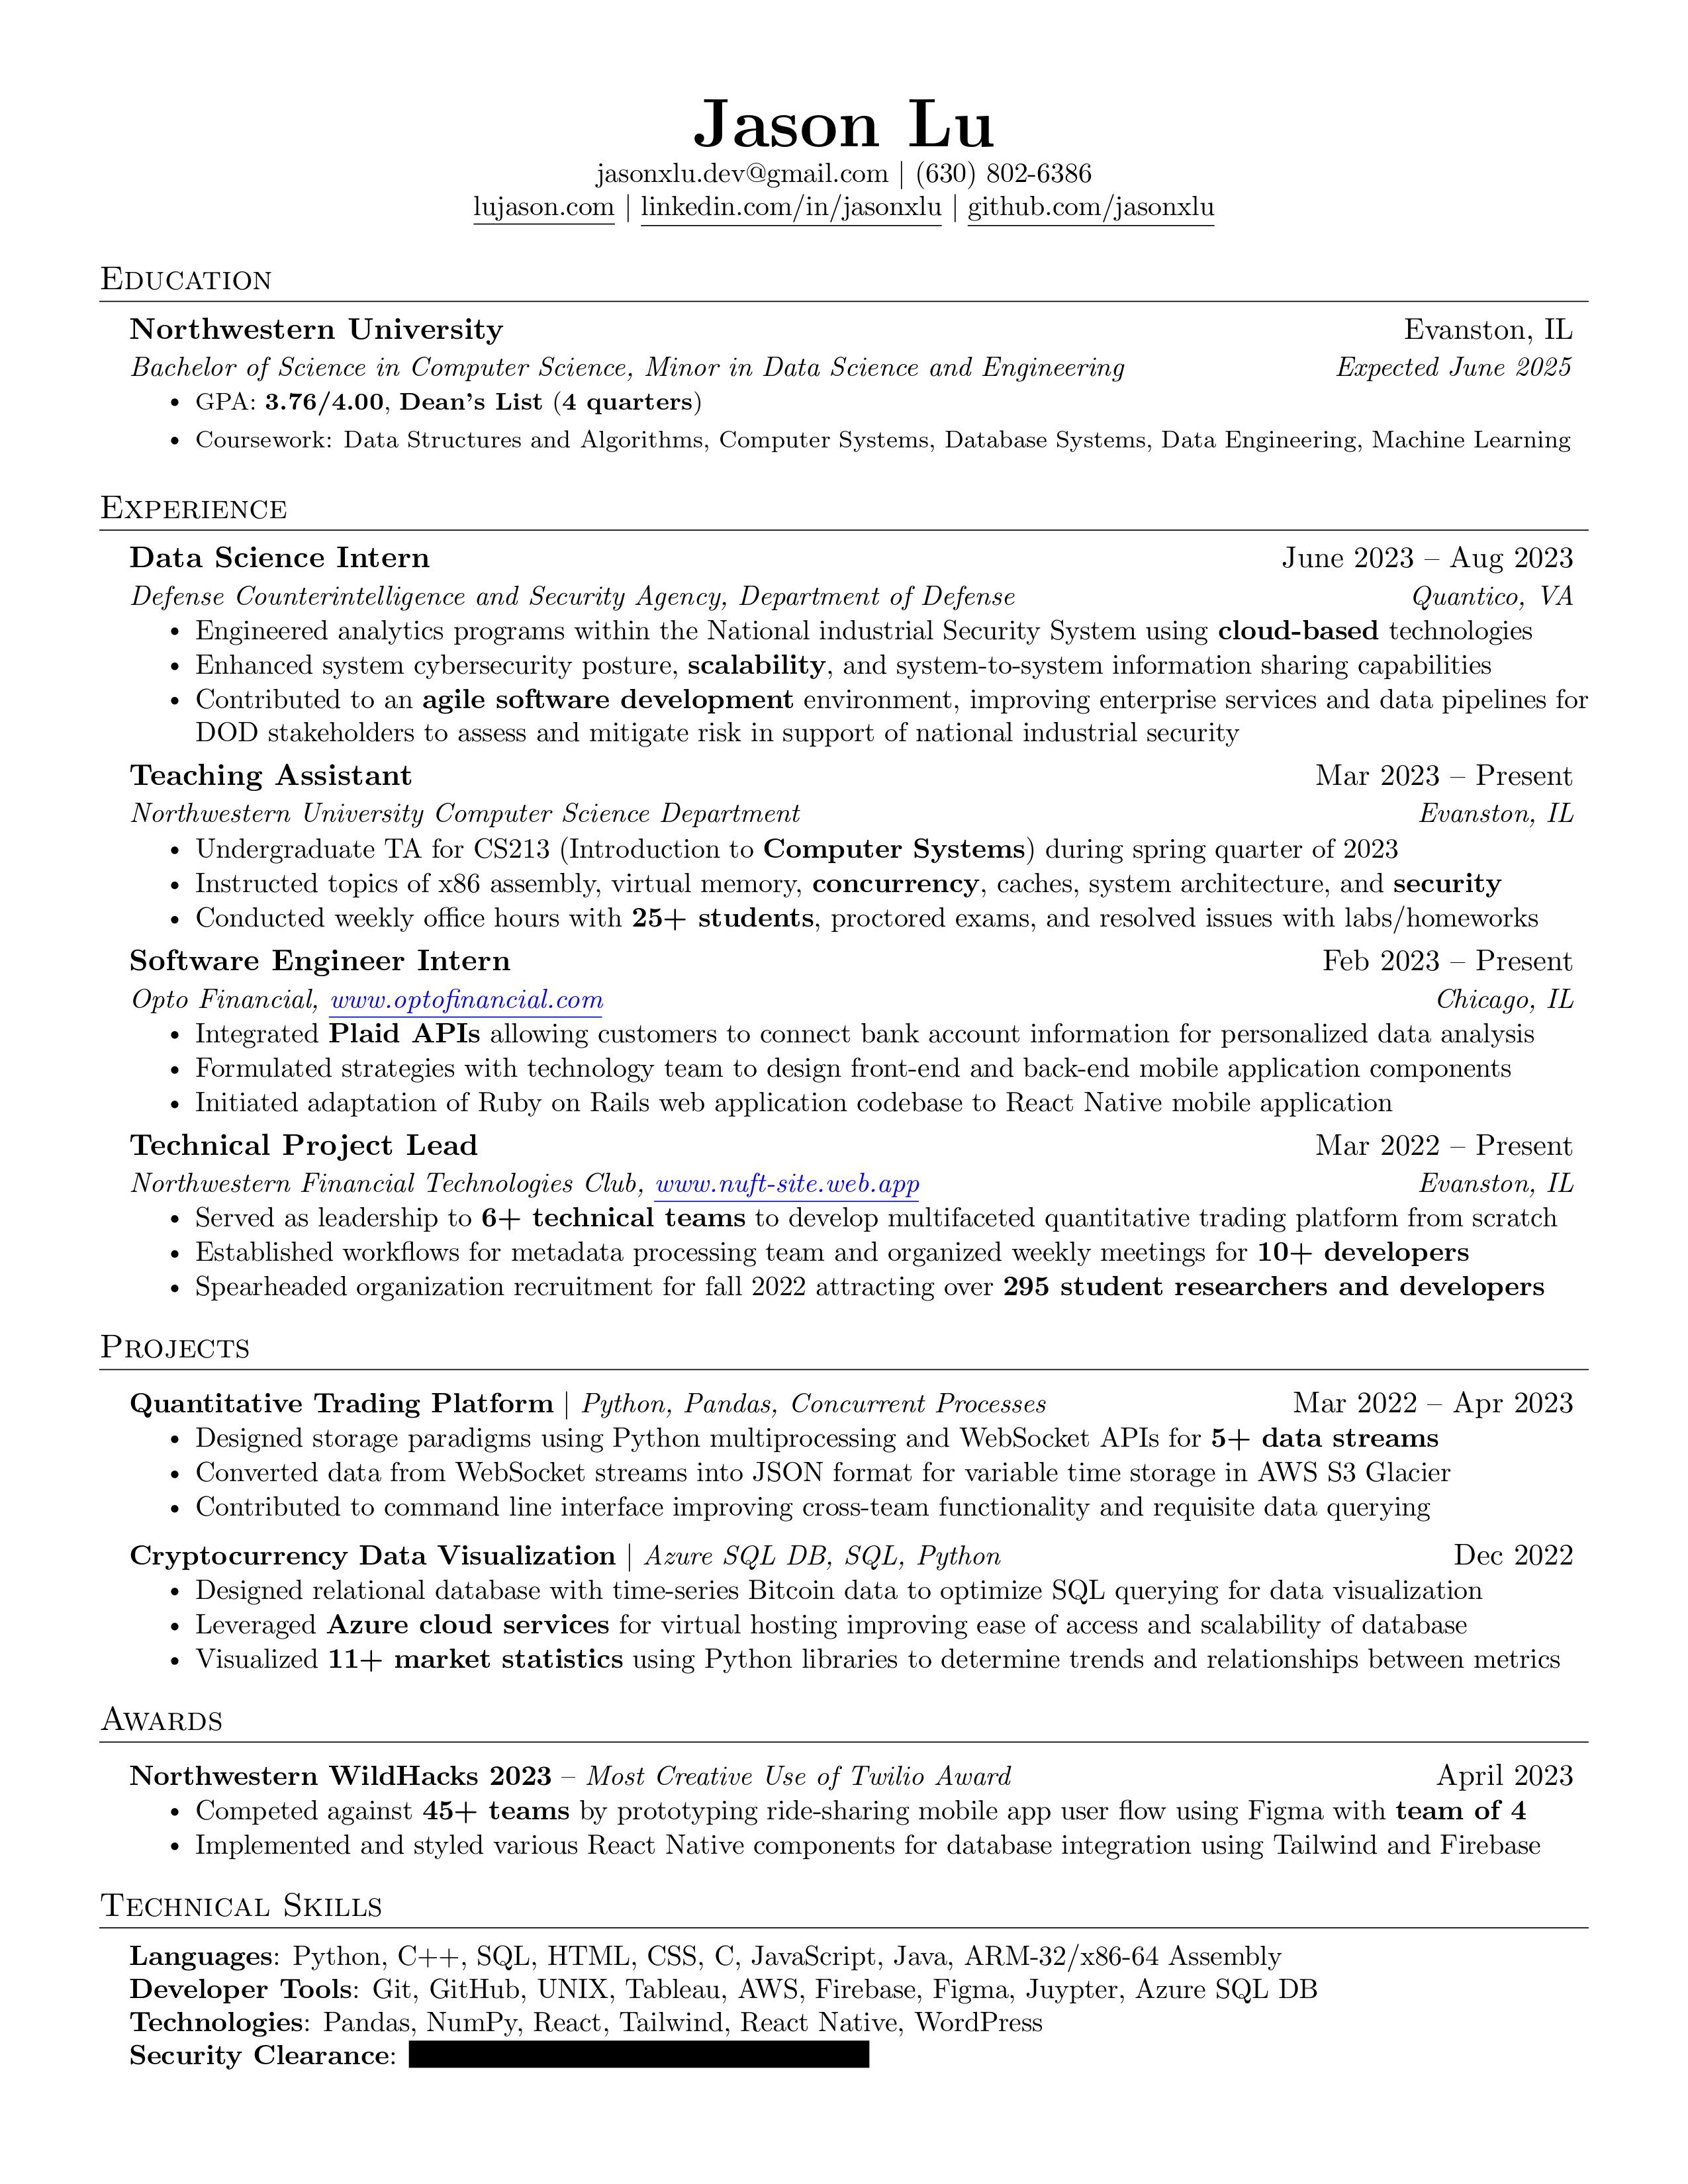 Jason Lu
jasonxlu.dev@gmail.com | (630) 802-6386
lujason.com | linkedin.com/in/jasonxlu | github.com/jasonxlu
Education
Northwestern University Evanston, IL
Bachelor of Science in Computer Science, Minor in Data Science and Engineering Expected June 2025
• GPA: 3.76/4.00, Dean's List (4 quarters)
• Coursework: Data Structures and Algorithms, Computer Systems, Database Systems, Data Engineering, Machine Learning
Experience
Data Science Intern June 2023 – Aug 2023
Defense Counterintelligence and Security Agency, Department of Defense Quantico, VA
• Engineered analytics programs within the National industrial Security System using cloud-based technologies
• Enhanced system cybersecurity posture, scalability, and system-to-system information sharing capabilities
• Contributed to an agile software development environment, improving enterprise services and data pipelines for
DOD stakeholders to assess and mitigate risk in support of national industrial security
Teaching Assistant Mar 2023 – Present
Northwestern University Computer Science Department Evanston, IL
• Undergraduate TA for CS213 (Introduction to Computer Systems) during spring quarter of 2023
• Instructed topics of x86 assembly, virtual memory, concurrency, caches, system architecture, and security
• Conducted weekly office hours with 25+ students, proctored exams, and resolved issues with labs/homeworks
Software Engineer Intern Feb 2023 – Present
Opto Financial, www.optofinancial.com Chicago, IL
• Integrated Plaid APIs allowing customers to connect bank account information for personalized data analysis
• Formulated strategies with technology team to design front-end and back-end mobile application components
• Initiated adaptation of Ruby on Rails web application codebase to React Native mobile application
Technical Project Lead Mar 2022 – Present
Northwestern Financial Technologies Club, www.nuft-site.web.app Evanston, IL
• Served as leadership to 6+ technical teams to develop multifaceted quantitative trading platform from scratch
• Established workflows for metadata processing team and organized weekly meetings for 10+ developers
• Spearheaded organization recruitment for fall 2022 attracting over 295 student researchers and developers
Projects
Quantitative Trading Platform | Python, Pandas, Concurrent Processes Mar 2022 – Apr 2023
• Designed storage paradigms using Python multiprocessing and WebSocket APIs for 5+ data streams
• Converted data from WebSocket streams into JSON format for variable time storage in AWS S3 Glacier
• Contributed to command line interface improving cross-team functionality and requisite data querying
Cryptocurrency Data Visualization | Azure SQL DB, SQL, Python Dec 2022
• Designed relational database with time-series Bitcoin data to optimize SQL querying for data visualization
• Leveraged Azure cloud services for virtual hosting improving ease of access and scalability of database
• Visualized 11+ market statistics using Python libraries to determine trends and relationships between metrics
Awards
Northwestern WildHacks 2023 – Most Creative Use of Twilio Award April 2023
• Competed against 45+ teams by prototyping ride-sharing mobile app user flow using Figma with team of 4
• Implemented and styled various React Native components for database integration using Tailwind and Firebase
Technical Skills
Languages: Python, C++, SQL, HTML, CSS, C, JavaScript, Java, ARM-32/x86-64 Assembly
Developer Tools: Git, GitHub, UNIX, Tableau, AWS, Firebase, Figma, Juypter, Azure SQL DB
Technologies: Pandas, NumPy, React, Tailwind, React Native, WordPress
Security Clearance: